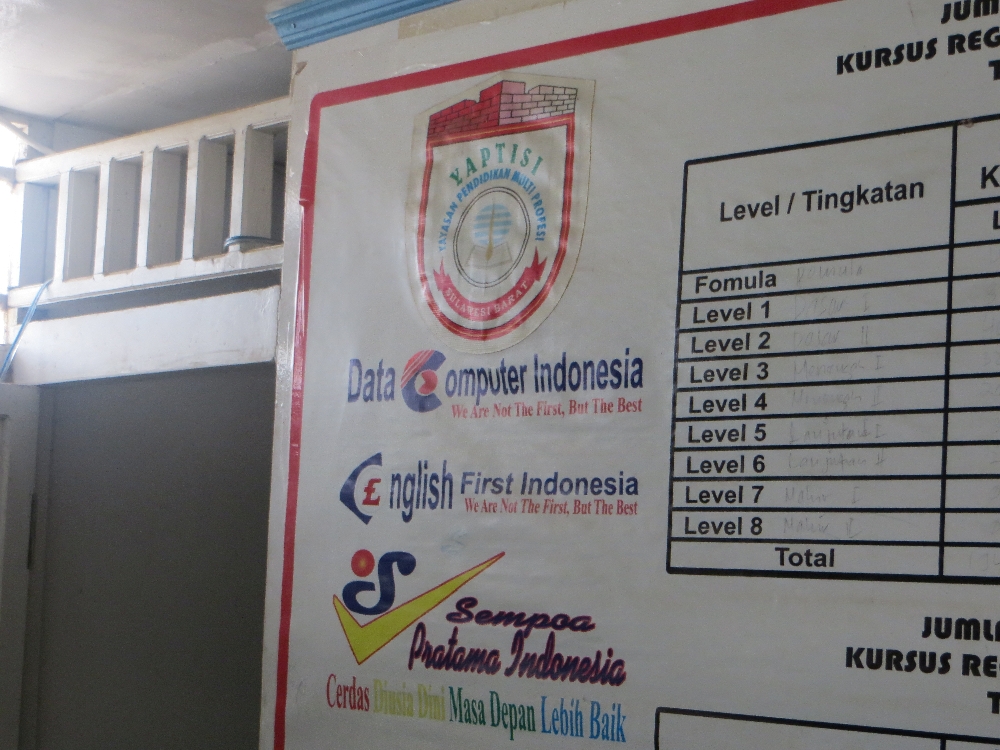 YAPTISI
YAYASAN PENDIDIKAN MULTI PROFESI
SULAWESI BARAT
Data Computer Indonesia
We Are Not The First, But The Best
English First Indonesia
We Are Not The First, But The Best
Sempoa
Pratama Indonesia
Cerdas Diusia Dini Masa Depan Lebih Baik
KURSUS REG
Level / Tingkatan
Fomula
Level 1
Level 2
Level 3
Level 4
Level 5
Level 6
Level 7
Level 8
Total
JUML
KURSUS RE